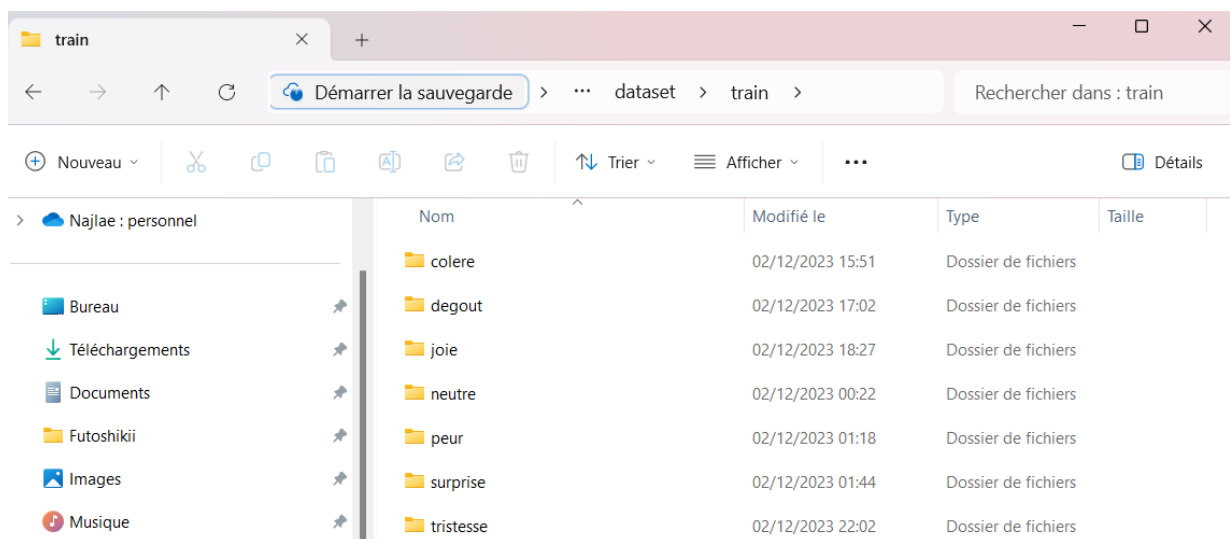 train
Démarrer la sauvegarde > ··· dataset > train >
Rechercher dans : train
Nouveau
Trier
Afficher
···
Détails
Najlae : personnel
Bureau
Téléchargements
Documents
Futoshikii
Images
Musique
Nom Modifié le Type Taille
colere 02/12/2023 15:51 Dossier de fichiers
degout 02/12/2023 17:02 Dossier de fichiers
joie 02/12/2023 18:27 Dossier de fichiers
neutre 02/12/2023 00:22 Dossier de fichiers
peur 02/12/2023 01:18 Dossier de fichiers
surprise 02/12/2023 01:44 Dossier de fichiers
tristesse 02/12/2023 22:02 Dossier de fichiers